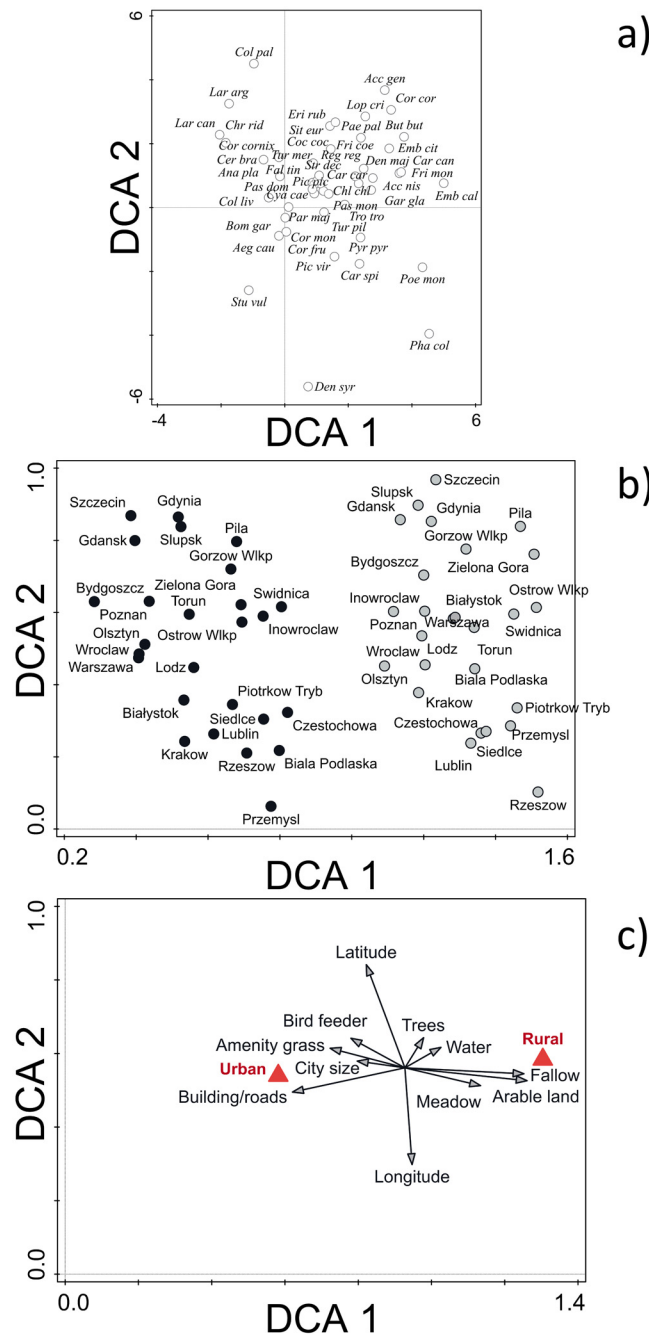 a)
6
Col pal
Acc gen
Lar arg
Cor cor
Lop cri
Eri rub
Lar can Chr rid
Pae pal But but
Sit eur
Cor cornix
Coc coc Fri coe Emb cit
Cer bra Tur mer Reg reg Den maj Car can
Ana pla Fal tin Sir dec Car car Fri mon
Pas dom Pic pic Chl chl Acc nis
Cya cae Gar gla Emb cal
Col liv Pas mon
Par maj Tro tro
Bom gar Tur pil
Cor mon
Aeg cau Cor fru Pyr pyr
Pic vir
Car spi Poe mon
Stu vul
Pha col
Den syr
-6
-4 6
DCA 1
DCA 2
b)
1.0
Szczecin
Slupsk
Szczecin Gdynia
Gdansk Gdynia Pila
Gdansk Slupsk Pila
Gorzow Wlkp
Gorzow Wlkp
Bydgoszcz Zielona Gora
Bydgoszcz Zielona Gora
Inowroclaw Bialystok Ostrow Wlkp
Poznan Torun Swidnica
Poznan Warszawa Swidnica
Olsztyn Ostrow Wlkp Inowroclaw
Wroclaw Lodz Torun
Wroclaw
Warszawa Lodz
Olsztyn Biala Podlaska
Piotrkow Tryb
Krakow
Białystok Siedlce Czestochowa
Czestochowa Piotrkow Tryb
Lublin
Przemysl
Krakow
Siedlce
Rzeszow Biala Podlaska
Lublin
Rzeszow
Przemysl
0.0
0.2 1.6
DCA 1
DCA 2
c)
1.0
Latitude
Bird feeder Trees
Amenity grass Water Rural
Urban City size Fallow
Building/roads Meadow Arable land
Longitude
0.0
0.0 1.4
DCA 1
DCA 2